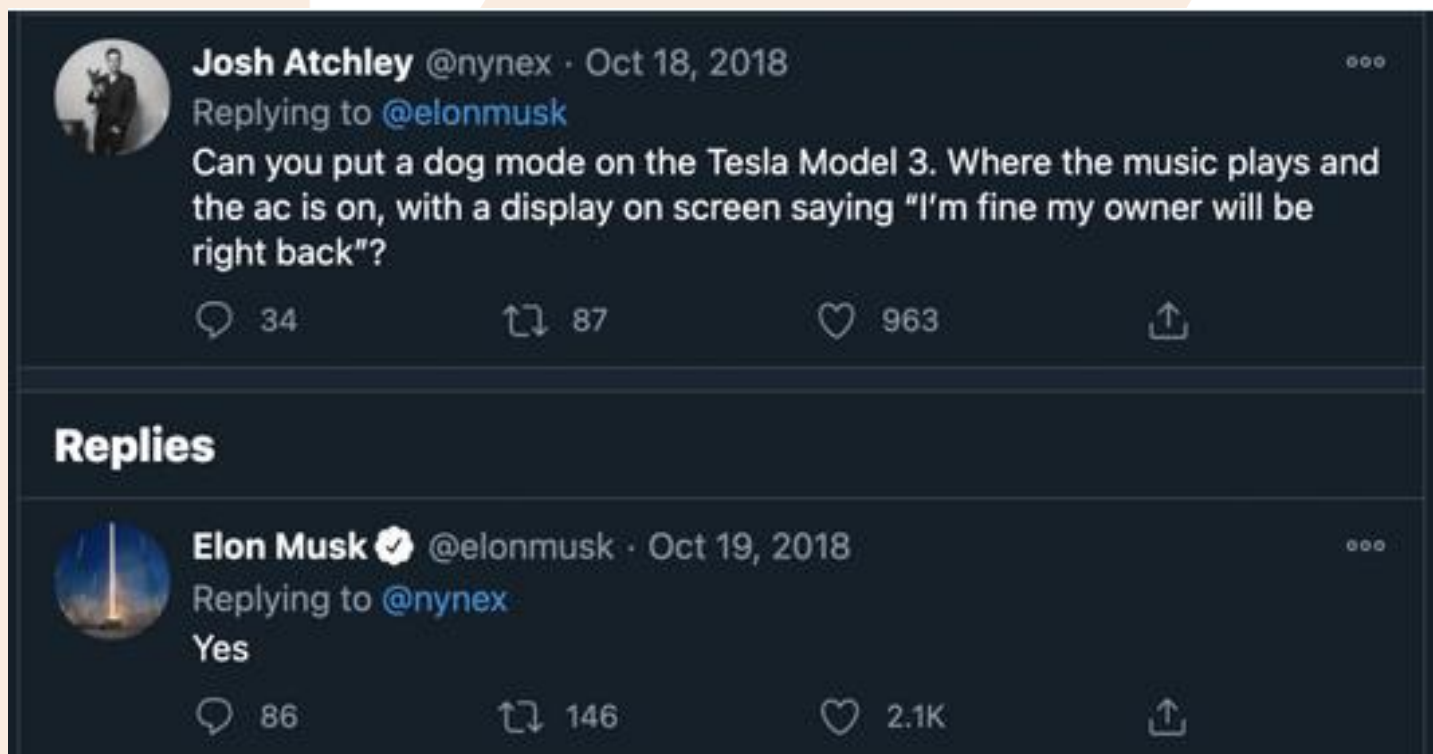 Josh Atchley @nynex · Oct 18, 2018
Replying to @elonmusk
Can you put a dog mode on the Tesla Model 3. Where the music plays and
the ac is on, with a display on screen saying “I’m fine my owner will be
right back”?
34 87 963
Replies
Elon Musk @elonmusk · Oct 19, 2018
Replying to @nynex
Yes
86 146 2.1K